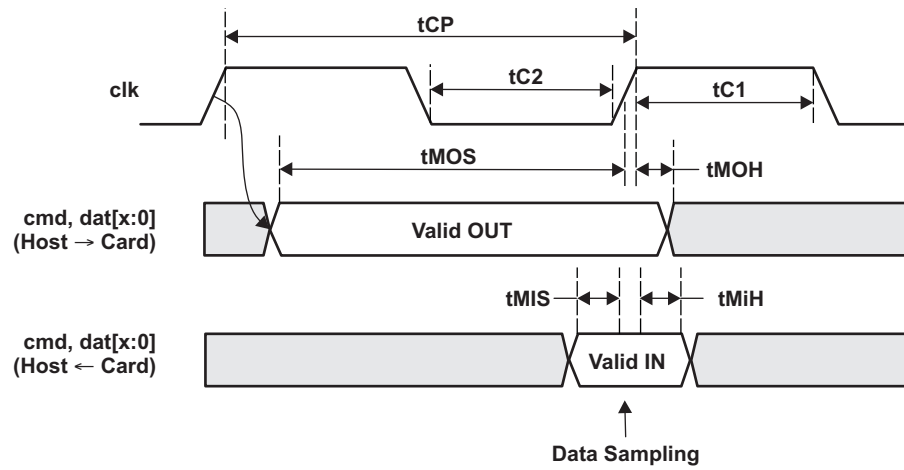 tCP
clk
tC2
tC1
tMOS
tMOH
cmd, dat[x:0]
(Host → Card)
Valid OUT
tMIS
tMiH
cmd, dat[x:0]
(Host ← Card)
Valid IN
Data Sampling